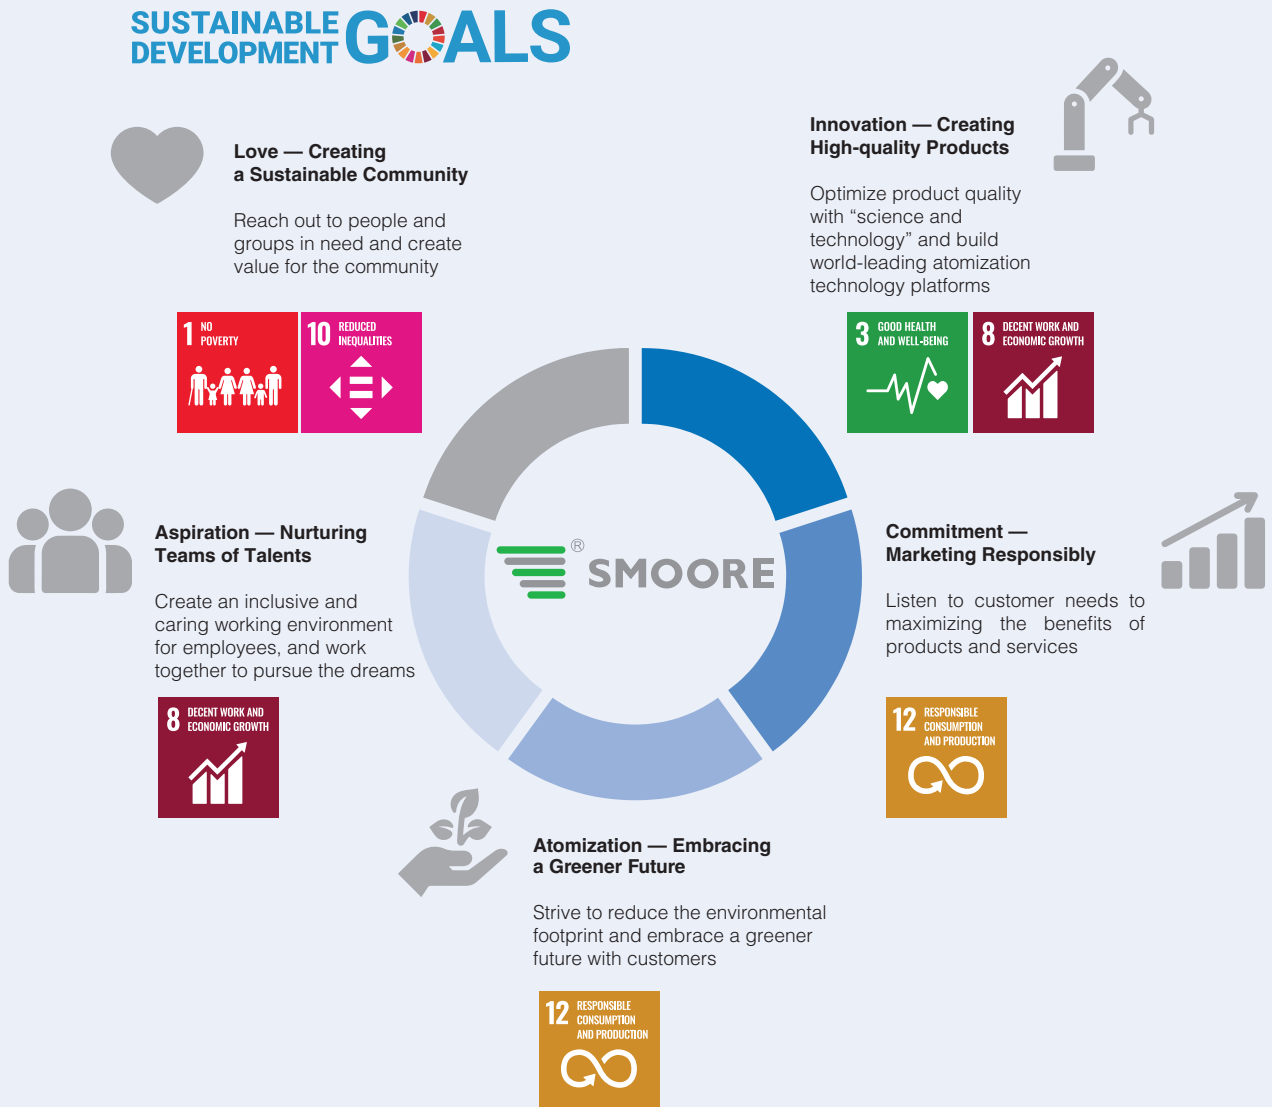 SUSTAINABLE
DEVELOPMENT
GOALS
Love — Creating
a Sustainable Community
Reach out to people and
groups in need and create
value for the community
1 NO
POVERTY
10 REDUCED
INEQUALITIES
Innovation — Creating
High-quality Products
Optimize product quality
with “science and
technology” and build
world-leading atomization
technology platforms
3 GOOD HEALTH
AND WELL-BEING
8 DECENT WORK AND
ECONOMIC GROWTH
Aspiration — Nurturing
Teams of Talents
Create an inclusive and
caring working environment
for employees, and work
together to pursue the dreams
8 DECENT WORK AND
ECONOMIC GROWTH
® SMOORE
Commitment —
Marketing Responsibly
Listen to customer needs to
maximizing the benefits of
products and services
12 RESPONSIBLE
CONSUMPTION
AND PRODUCTION
Atomization — Embracing
a Greener Future
Strive to reduce the environmental
footprint and embrace a greener
future with customers
12 RESPONSIBLE
CONSUMPTION
AND PRODUCTION